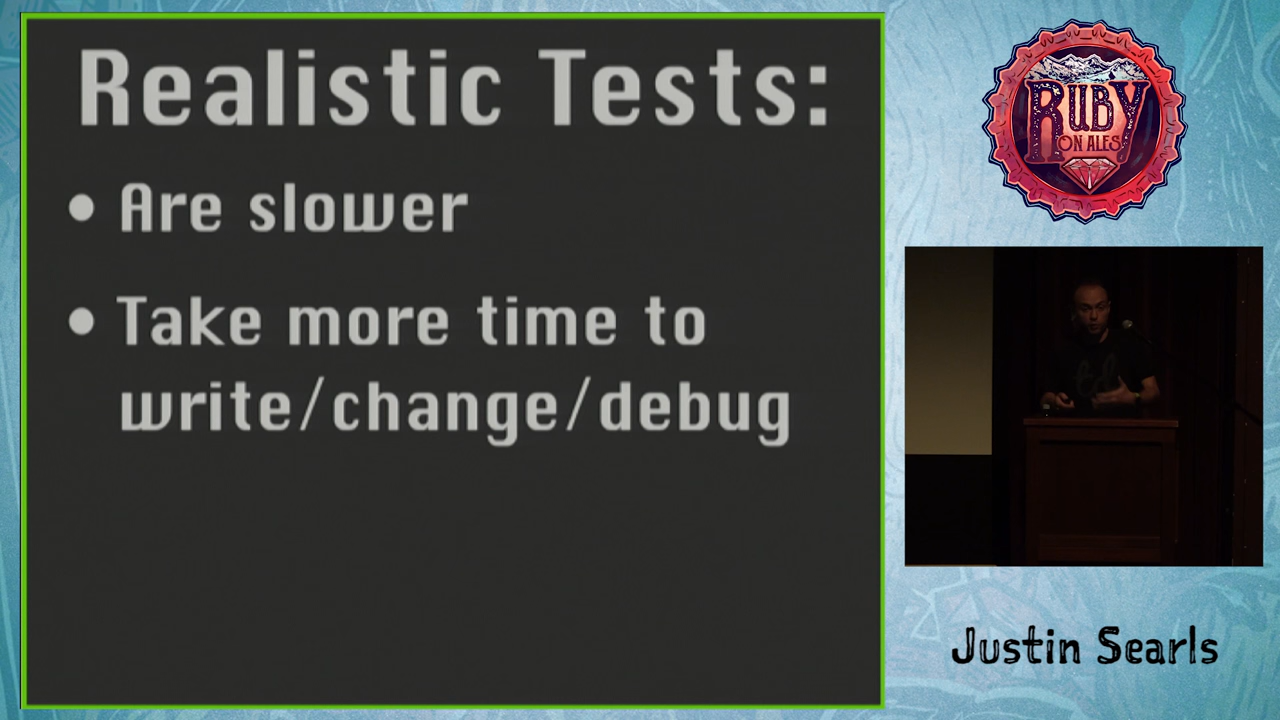 Realistic Tests:
• Are slower
• Take more time to
write/change/debug
RUBY
ON ALES
Justin Searls